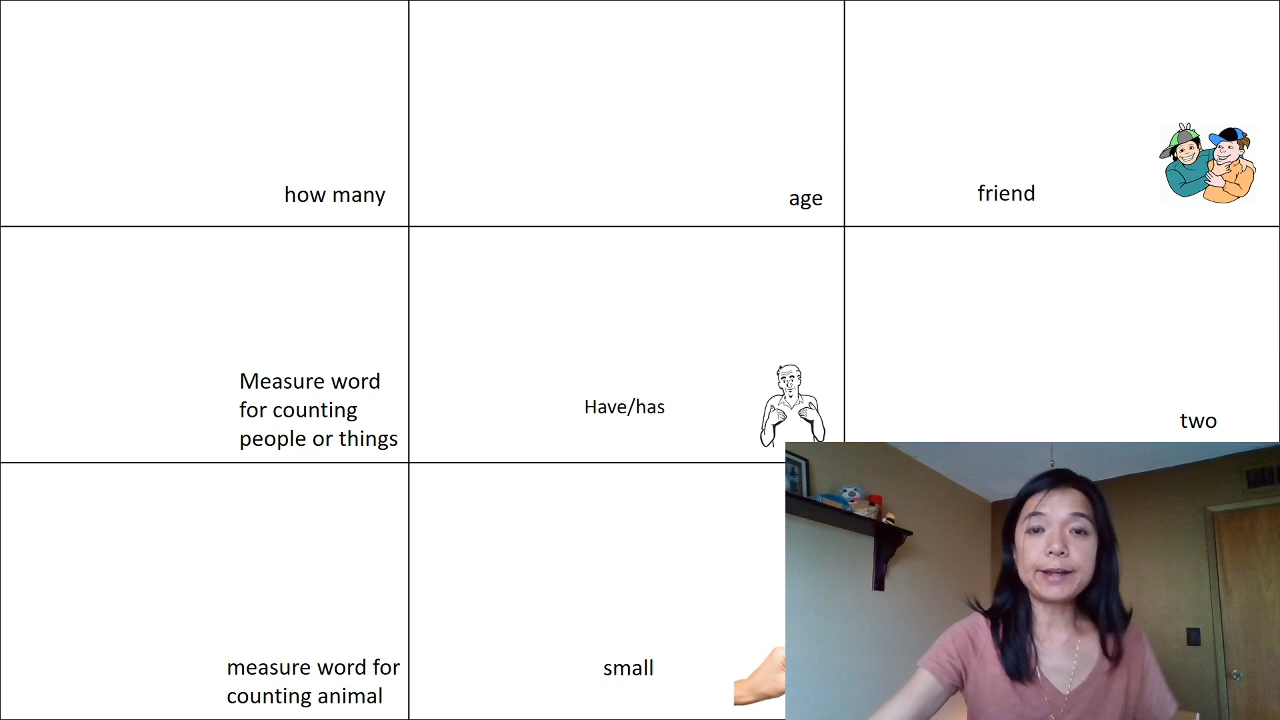 how many
age
friend
Measure word
for counting
people or things
Have/has
two
measure word for
counting animal
small